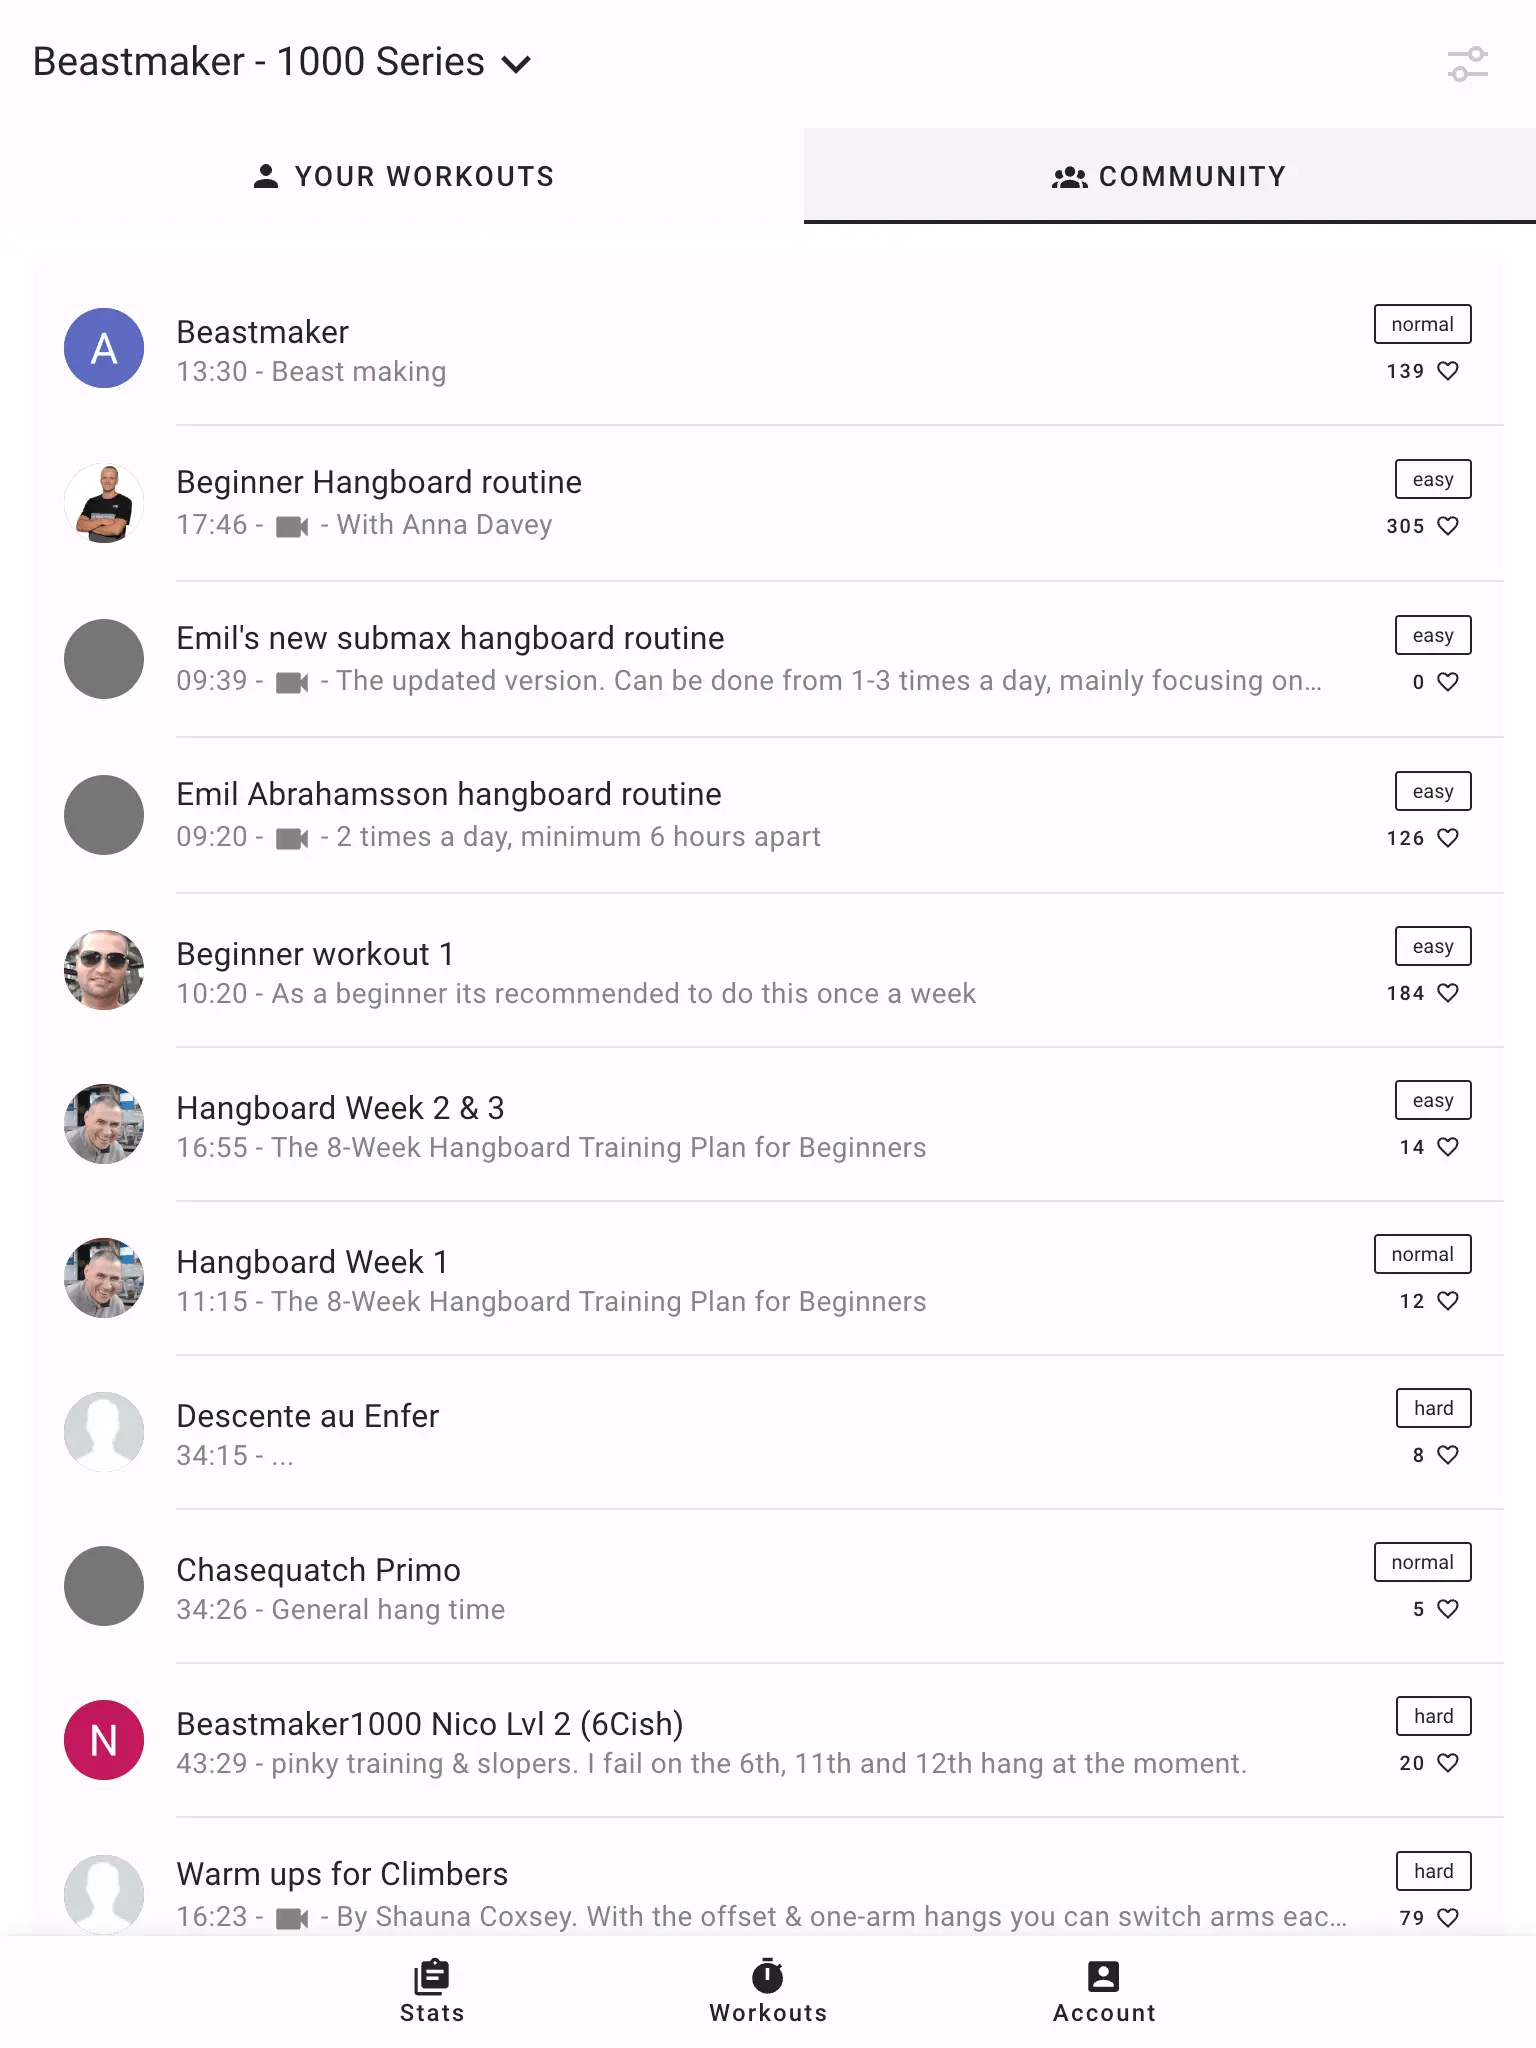 Beastmaker - 1000 Series
YOUR WORKOUTS
COMMUNITY
A
Beastmaker
13:30 - Beast making
normal
139
Beginner Hangboard routine
17:46 - - With Anna Davey
easy
305
Emil's new submax hangboard routine
09:39 - - The updated version. Can be done from 1-3 times a day, mainly focusing on...
easy
0
Emil Abrahamsson hangboard routine
09:20 - - 2 times a day, minimum 6 hours apart
easy
126
Beginner workout 1
10:20 - As a beginner its recommended to do this once a week
easy
184
Hangboard Week 2 & 3
16:55 - The 8-Week Hangboard Training Plan for Beginners
easy
14
Hangboard Week 1
11:15 - The 8-Week Hangboard Training Plan for Beginners
normal
12
Descente au Enfer
34:15 - ...
hard
8
Chasequatch Primo
34:26 - General hang time
normal
5
N
Beastmaker1000 Nico Lvl 2 (6Cish)
43:29 - pinky training & slopers. I fail on the 6th, 11th and 12th hang at the moment.
hard
20
Warm ups for Climbers
16:23 - - By Shauna Coxsey. With the offset & one-arm hangs you can switch arms eac...
hard
79
Stats
Workouts
Account